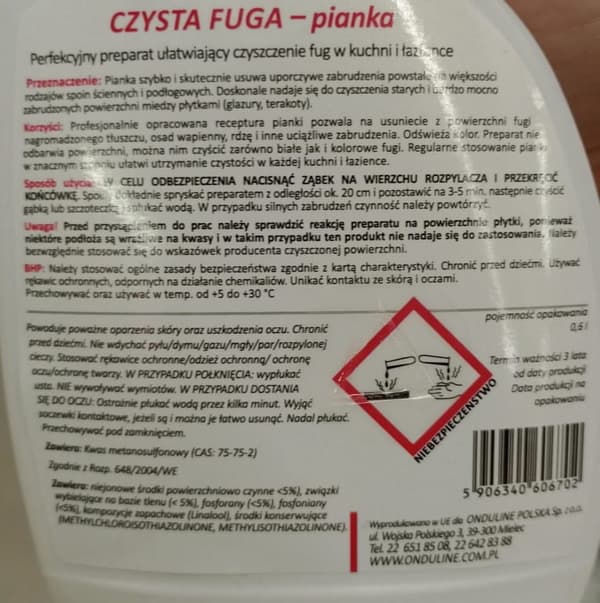 CZYSTA FUGA – pianka
Perfekcyjny preparat ułatwiający czyszczenie fug w kuchni i łazience
Przeznaczenie: Pianka szybko i skutecznie usuwa uporczywe zabrudzenia powstałe na większości
rodzajów spoin ściennych i podłogowych. Doskonale nadaje się do czyszczenia starych i bardzo mocno
zabrudzonych powierzchni miedzy płytkami (glazury, terakoty).
Korzyści: Profesjonalnie opracowana receptura pianki pozwala na usuniecie z powierzchni fugi
nagromadzonego tłuszczu, osad wapienny, rdzę i inne uciążliwe zabrudzenia. Odświeża kolor. Preparat nie
odbarwia powierzchni, można nim czyścić zarówno białe jak i kolorowe fugi. Regularne stosowanie pianki
w znacznym stopniu ułatwi utrzymanie czystości w każdej kuchni i łazience.
Sposób użycia: W CELU ODBEZPIECZENIA NACISNĄĆ ZĄBEK NA WIERZCHU ROZPYLACZA I PRZEKRĘCIĆ
KOŃCÓWKĘ. Spoiny dokładnie spryskać preparatem z odległości ok. 20 cm i pozostawić na 3-5 min. następnie czyścić
gąbką lub szczoteczką i spłukać wodą. W przypadku silnych zabrudzeń czynność należy powtórzyć.
Uwaga! Przed przystąpieniem do prac należy sprawdzić reakcję preparatu na powierzchnię płytki, ponieważ
niektóre podłoża są wrażliwe na kwasy i w takim przypadku ten produkt nie nadaje się do zastosowania. Należy
bezwzględnie stosować się do wskazówek producenta czyszczonej powierzchni.
BHP: Należy stosować ogólne zasady bezpieczeństwa zgodnie z kartą charakterystyki. Chronić przed dziećmi. Używać
rękawic ochronnych, odpornych na działanie chemikaliów. Unikać kontaktu ze skórą i oczami.
Przechowywać oraz używać w temp. od +5 do +30 °C
Powoduje poważne oparzenia skóry oraz uszkodzenia oczu. Chronić
przed dziećmi. Nie wdychać pyłu/dymu/gazu/mgły/par/rozpylonej
cieczy. Stosować rękawice ochronne/odzież ochronną/ ochronę
oczu/ochronę twarzy. W PRZYPADKU POŁKNIĘCIA: wypłukać
usta. NIE wywoływać wymiotów. W PRZYPADKU DOSTANIA
SIĘ DO OCZU: Ostrożnie płukać wodą przez kilka minut. Wyjąć
soczewki kontaktowe, jeżeli są i można je łatwo usunąć. Nadal płukać.
Przechowywać pod zamknięciem.
Zawiera: Kwas metanosulfonowy (CAS: 75-75-2)
Zgodnie z Rozp. 648/2004/WE
Zawiera: niejonowe środki powierzchniowo czynne <5%), związki
wybielające na bazie tlenu (< 5%), fosforany (<5%), fosfoniany
(<5%), kompozycje zapachowe (Linalool), środki konserwujące
(METHYLCHLOROISOTHIAZOLINONE, METHYLISOTHIAZOLINONE).
NIEBEZPIECZEŃSTWO
pojemność opakowania
0,6 l
Termin ważności 3 lata
od daty produkcji
Data produkcji na
opakowaniu
5 906340 606702
Wyprodukowano w UE dla ONDULINE POLSKA Sp. z o.o.
ul. Wojska Polskiego 3, 39-300 Mielec
Tel. 22 651 85 08, 22 642 83 88
WWW.ONDULINE.COM.PL